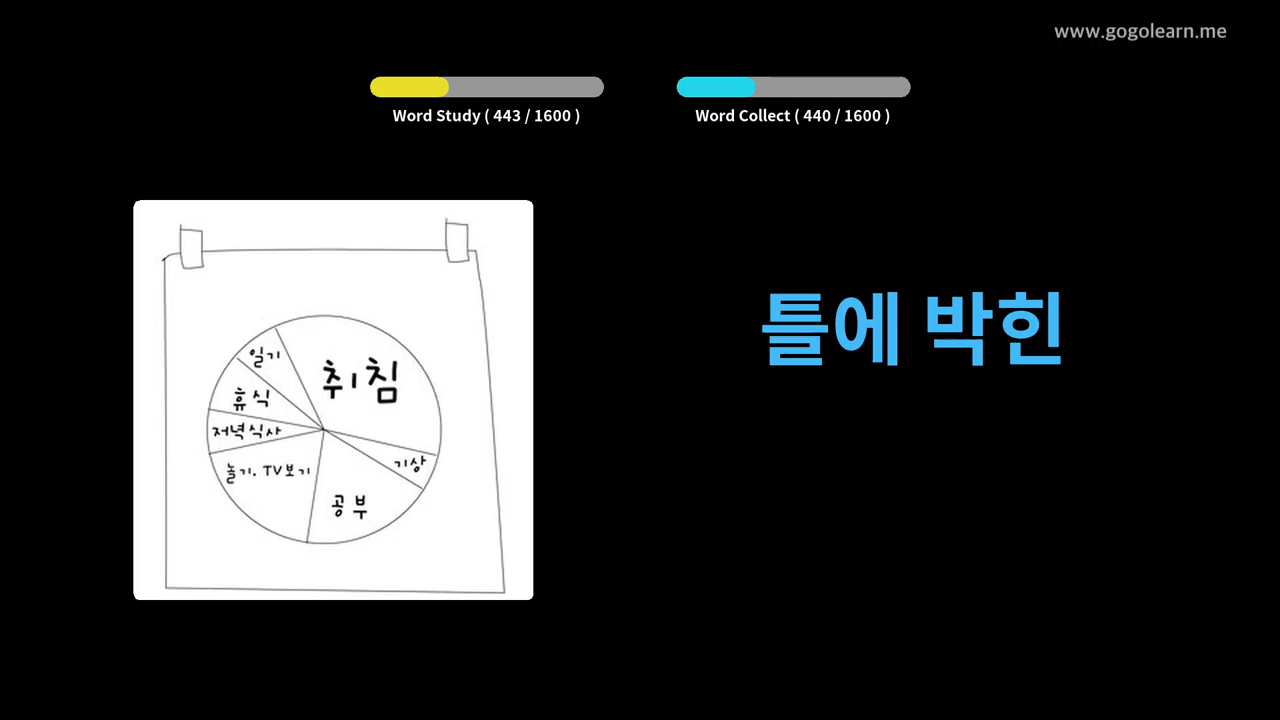 www.gogolearn.me
Word Study ( 443 / 1600 )
Word Collect ( 440 / 1600 )
틀에 박힌
일기
취침
휴식
저녁식사
놀기. TV보기
기상
공부